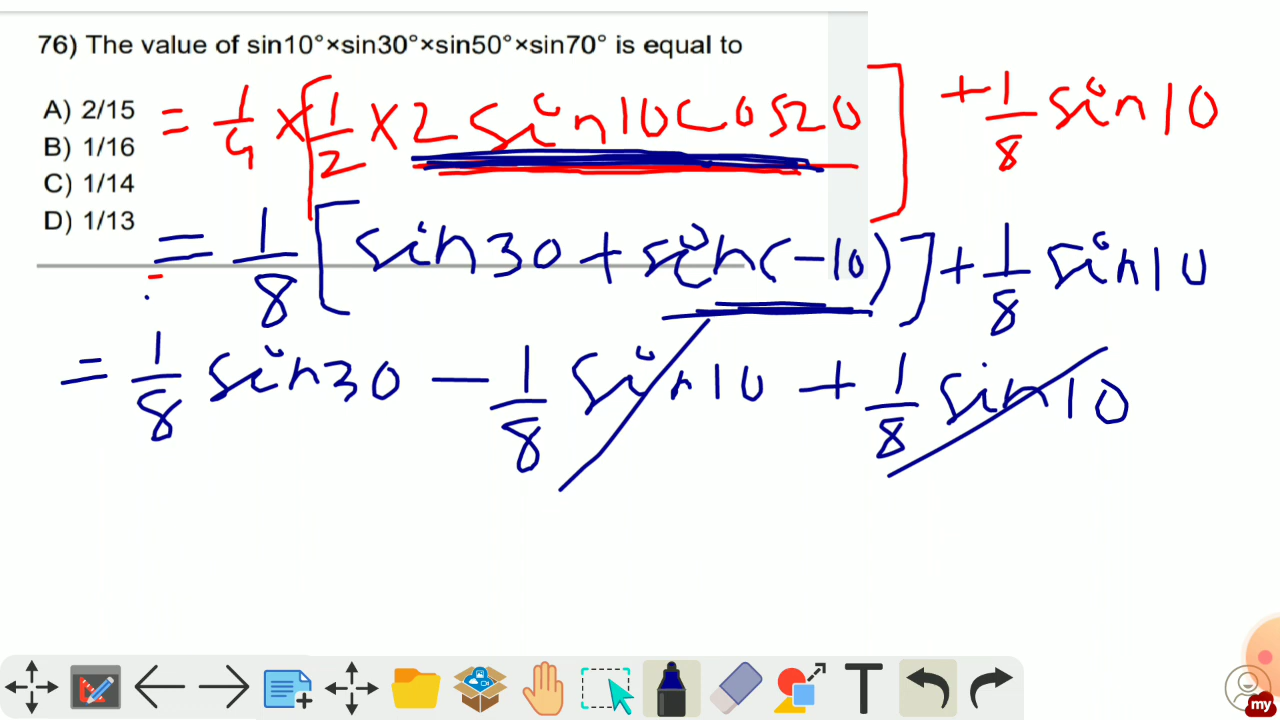 76) The value of sin10°×sin30°×sin50°×sin70° is equal to
A) 2/15
B) 1/16
C) 1/14
D) 1/13
= 1/4 × [1/2 × 2 sin10cos20] + 1/8 sin10
= 1/8 [sin30 + sin(-10)] + 1/8 sin10
= 1/8 sin30 - 1/8 sin10 + 1/8 sin10
T
my